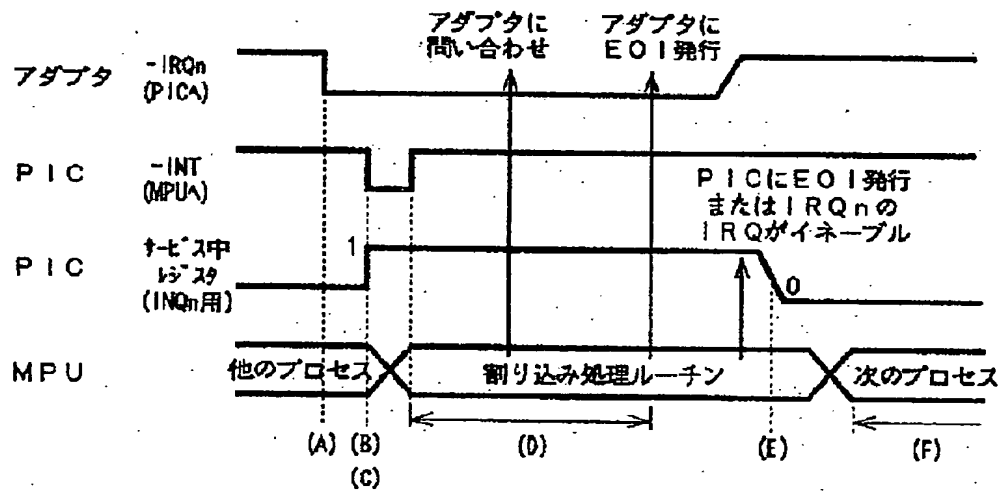 アダプタに
問い合わせ
アダプタに
EOI発行
アダプタ
-IRQn
(PICへ)
PIC
-INT
(MPUへ)
PICにEOI発行
またはIRQnの
IRQがイネーブル
PIC
サービス中
レジスタ
(INQn用)
1
0
MPU
他のプロセス
割り込み処理ルーチン
次のプロセス
(A)
(B)
(C)
(D)
(E)
(F)